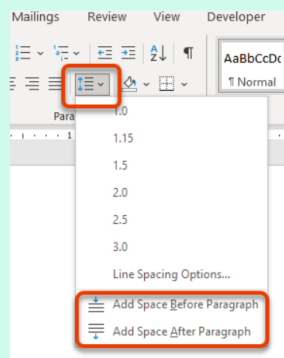 Mailings Review View Developer
AaBbCcDc
¶ Normal
Para
1
1.0
1.15
1.5
2.0
2.5
3.0
Line Spacing Options...
Add Space Before Paragraph
Add Space After Paragraph